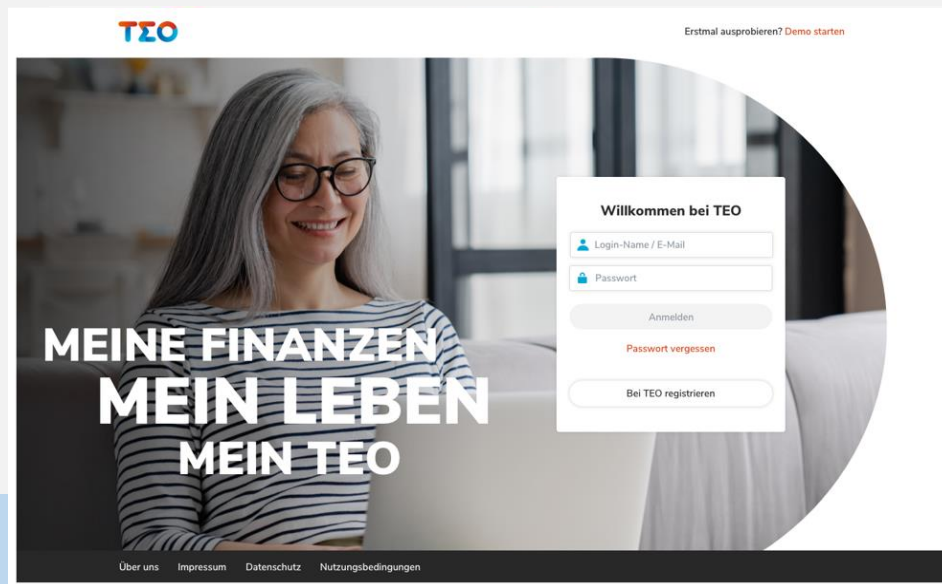 TEO
Erstmal ausprobieren? Demo starten
Willkommen bei TEO
Login-Name / E-Mail
Passwort
Anmelden
Passwort vergessen
Bei TEO registrieren
MEINE FINANZEN
MEIN LEBEN
MEIN TEO
Über uns Impressum Datenschutz Nutzungsbedingungen